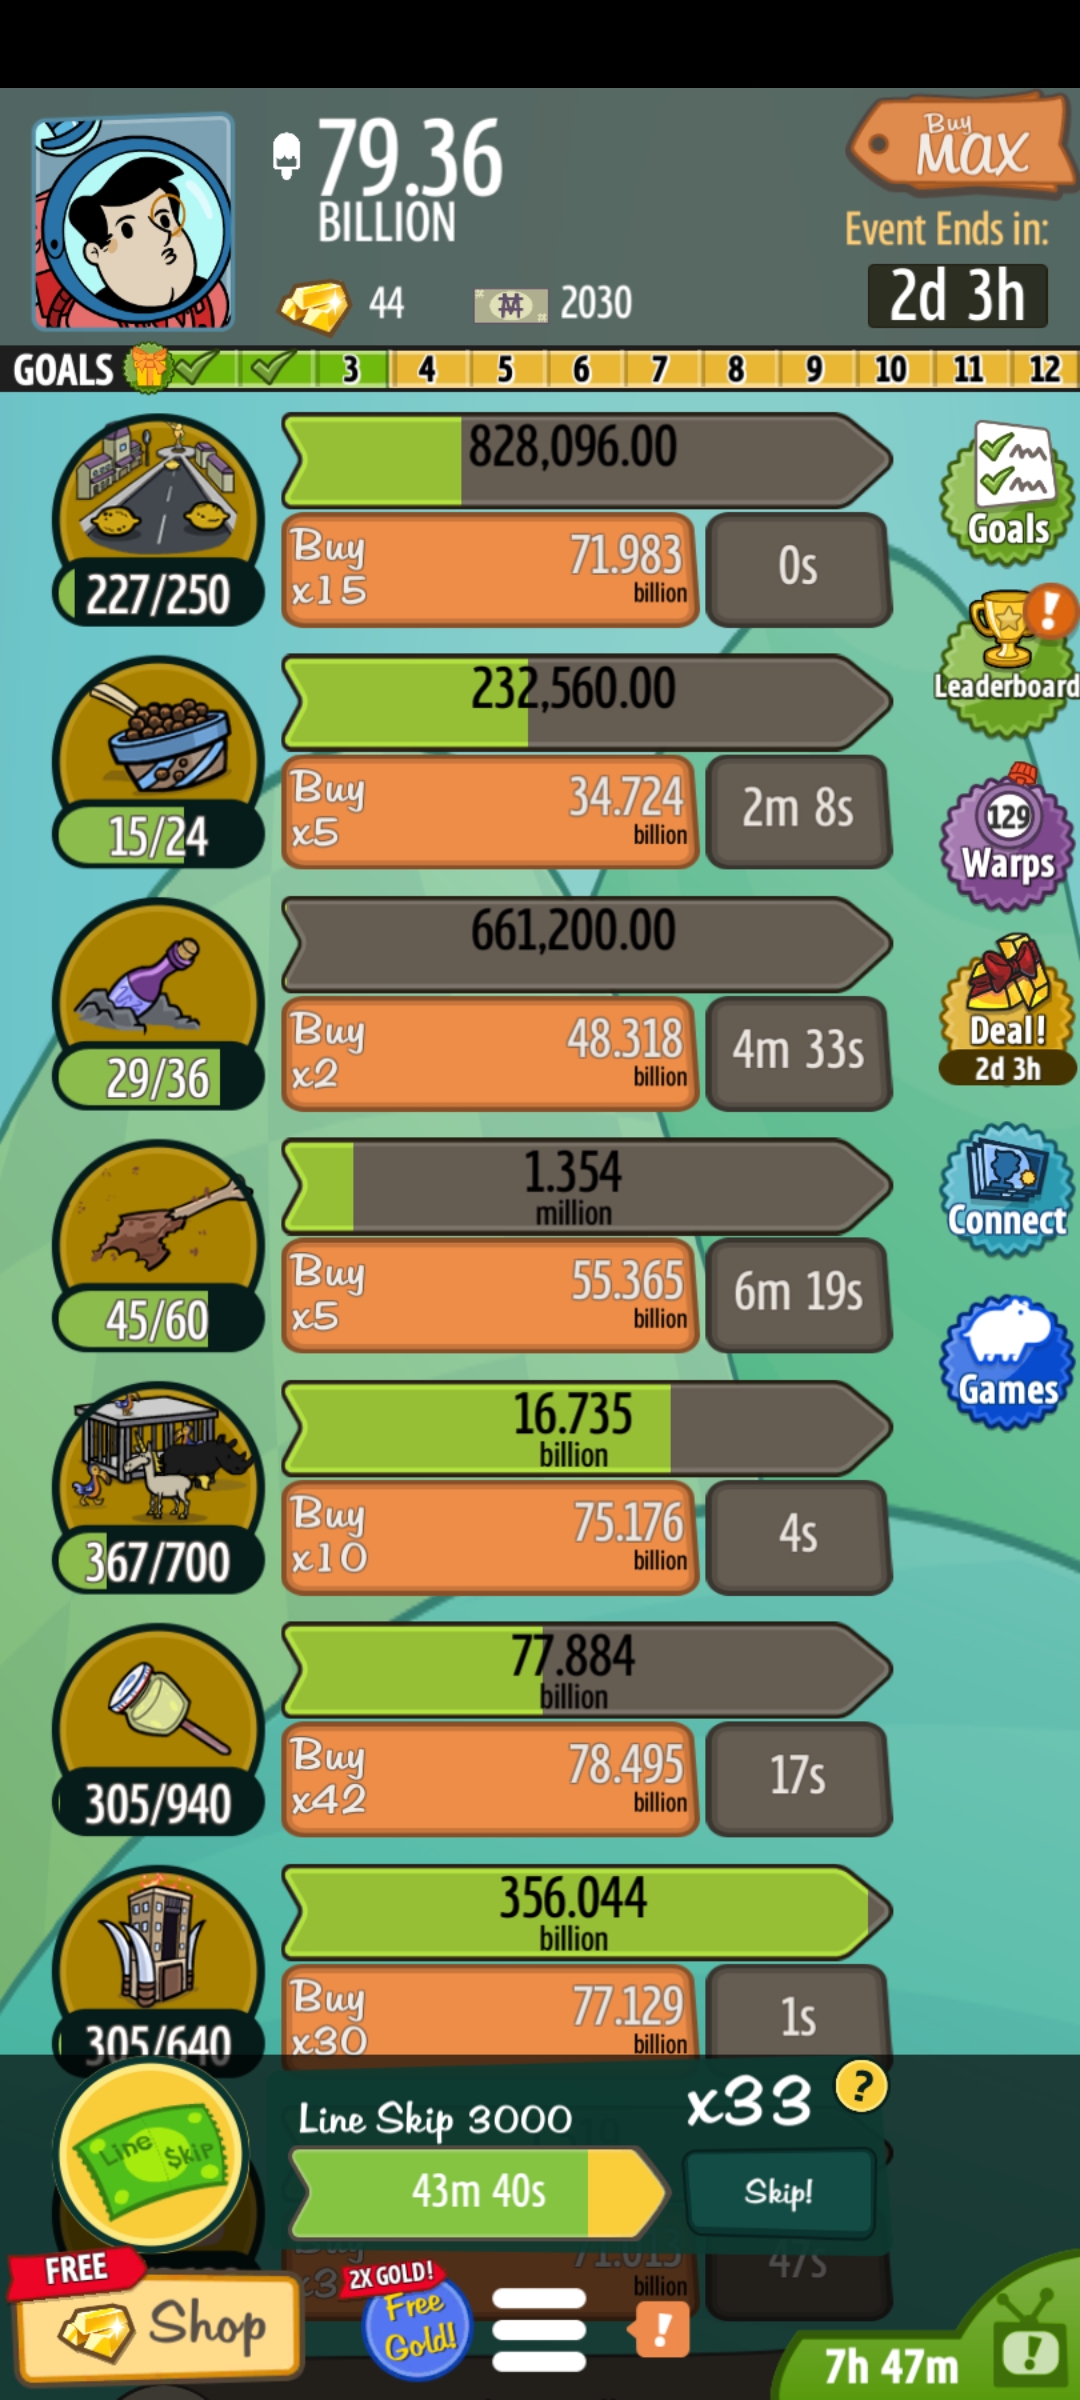 79.36
BILLION
Buy
MAX
Event Ends in:
2d 3h
44
2030
GOALS 3 4 5 6 7 8 9 10 11 12
828,096.00
Buy
x15
71.983
billion
0s
227/250
Goals
232,560.00
Buy
x5
34.724
billion
2m 8s
15/24
Leaderboard
661,200.00
Buy
x2
48.318
billion
4m 33s
29/36
129
Warps
1.354
million
Buy
x5
55.365
billion
6m 19s
45/60
Deal!
2d 3h
16.735
billion
Buy
x10
75.176
billion
4s
367/700
Connect
77.884
billion
Buy
x42
78.495
billion
17s
305/940
Games
356.044
billion
Buy
x30
77.129
billion
1s
305/640
Line Skip
Line Skip 3000
x33
?
43m 40s
Skip!
Buy
x3
71.013
billion
47s
FREE
Shop
2X GOLD!
Free
Gold!
!
7h 47m
!